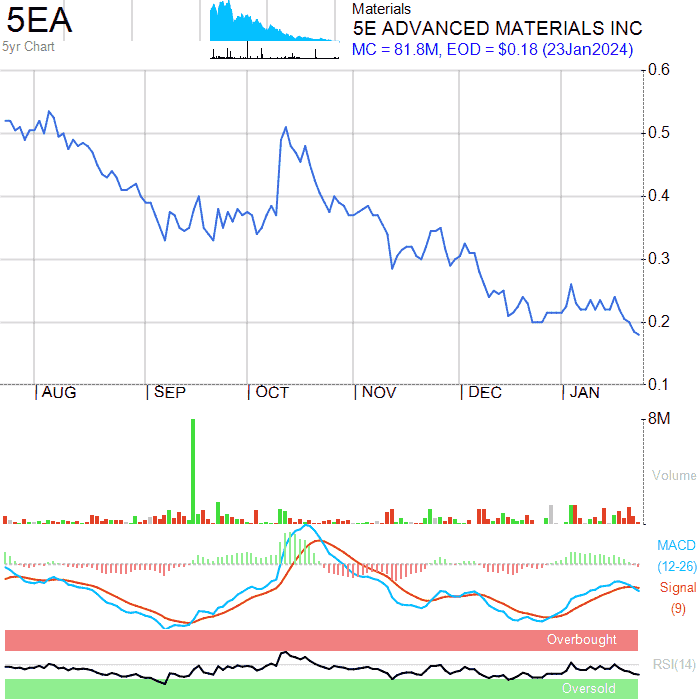 5EA
5yr Chart
Materials
5E ADVANCED MATERIALS INC
MC = 81.8M, EOD = $0.18 (23Jan2024)
0.6
0.5
0.4
0.3
0.2
0.1
AUG SEP OCT NOV DEC JAN
8M
Volume
MACD
(12-26)
Signal
(9)
Overbought
RSI(14)
Oversold